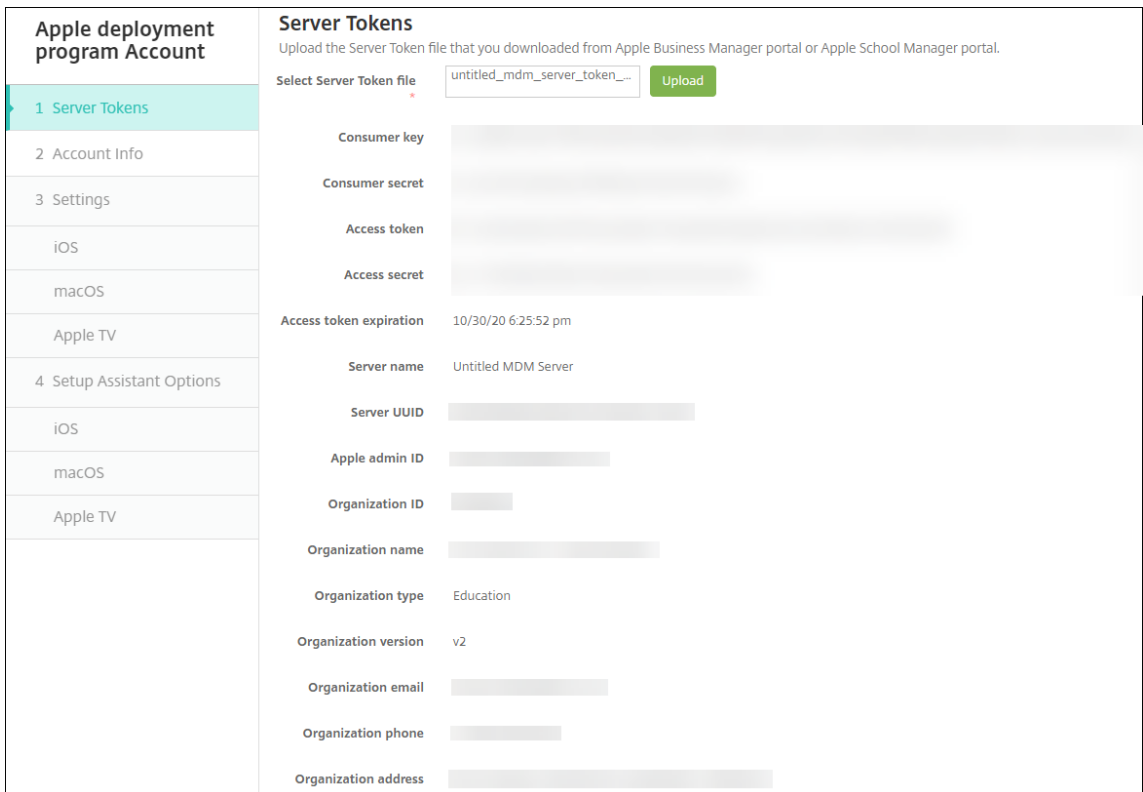 Apple deployment
program Account
1 Server Tokens
2 Account Info
3 Settings
iOS
macOS
Apple TV
4 Setup Assistant Options
iOS
macOS
Apple TV
Server Tokens
Upload the Server Token file that you downloaded from Apple Business Manager portal or Apple School Manager portal.
Select Server Token file untitled_mdm_server_token_... Upload
*
Consumer key
Consumer secret
Access token
Access secret
Access token expiration 10/30/20 6:25:52 pm
Server name Untitled MDM Server
Server UUID
Apple admin ID
Organization ID
Organization name
Organization type Education
Organization version v2
Organization email
Organization phone
Organization address